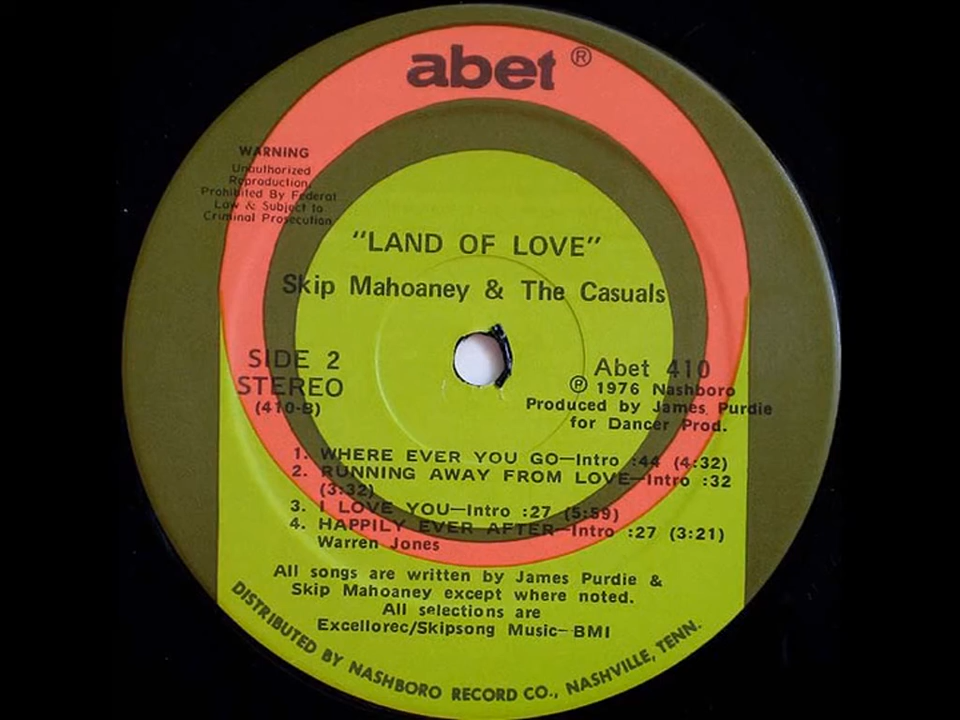 abet ®
WARNING
Unauthorized
Reproduction
Prohibited By Federal
Law & Subject to
Criminal Prosecution
"LAND OF LOVE"
Skip Mahoaney & The Casuals
SIDE 2
STEREO
(410-B)
Abet 410
℗ 1976 Nashboro
Produced by James Purdie
for Dancer Prod.
1. WHERE EVER YOU GO—Intro :44 (4:32)
2. RUNNING AWAY FROM LOVE—Intro :32
(3:32)
3. I LOVE YOU—Intro :27 (5:59)
4. HAPPILY EVER AFTER—Intro :27 (3:21)
Warren Jones
All songs are written by James Purdie &
Skip Mahoaney except where noted.
All selections are
Excellorec/Skipsong Music—BMI
DISTRIBUTED BY NASHBORO RECORD CO., NASHVILLE, TENN.